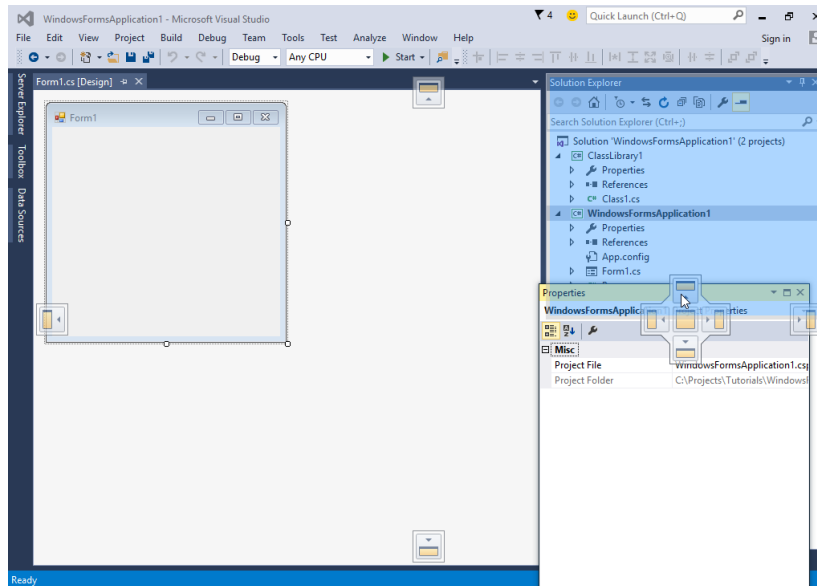 WindowsFormsApplication1 - Microsoft Visual Studio
4
Quick Launch (Ctrl+Q)
File Edit View Project Build Debug Team Tools Test Analyze Window Help
Sign in
Debug Any CPU Start
Server Explorer
Toolbox
Data Sources
Form1.cs [Design]
Form1
Solution Explorer
Search Solution Explorer (Ctrl+;)
Solution 'WindowsFormsApplication1' (2 projects)
C# ClassLibrary1
Properties
References
C# Class1.cs
C# WindowsFormsApplication1
Properties
References
App.config
Form1.cs
Properties
Misc
Project File WindowsFormsApplication1.csp
Project Folder C:\Projects\Tutorials\WindowsF
Ready